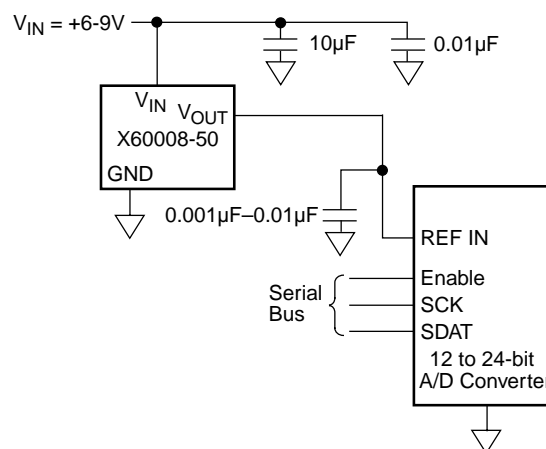 V_IN = +6-9V
10µF
0.01µF
V_IN
V_OUT
X60008-50
GND
0.001µF–0.01µF
REF IN
Enable
Serial
Bus
SCK
SDAT
12 to 24-bit
A/D Converter